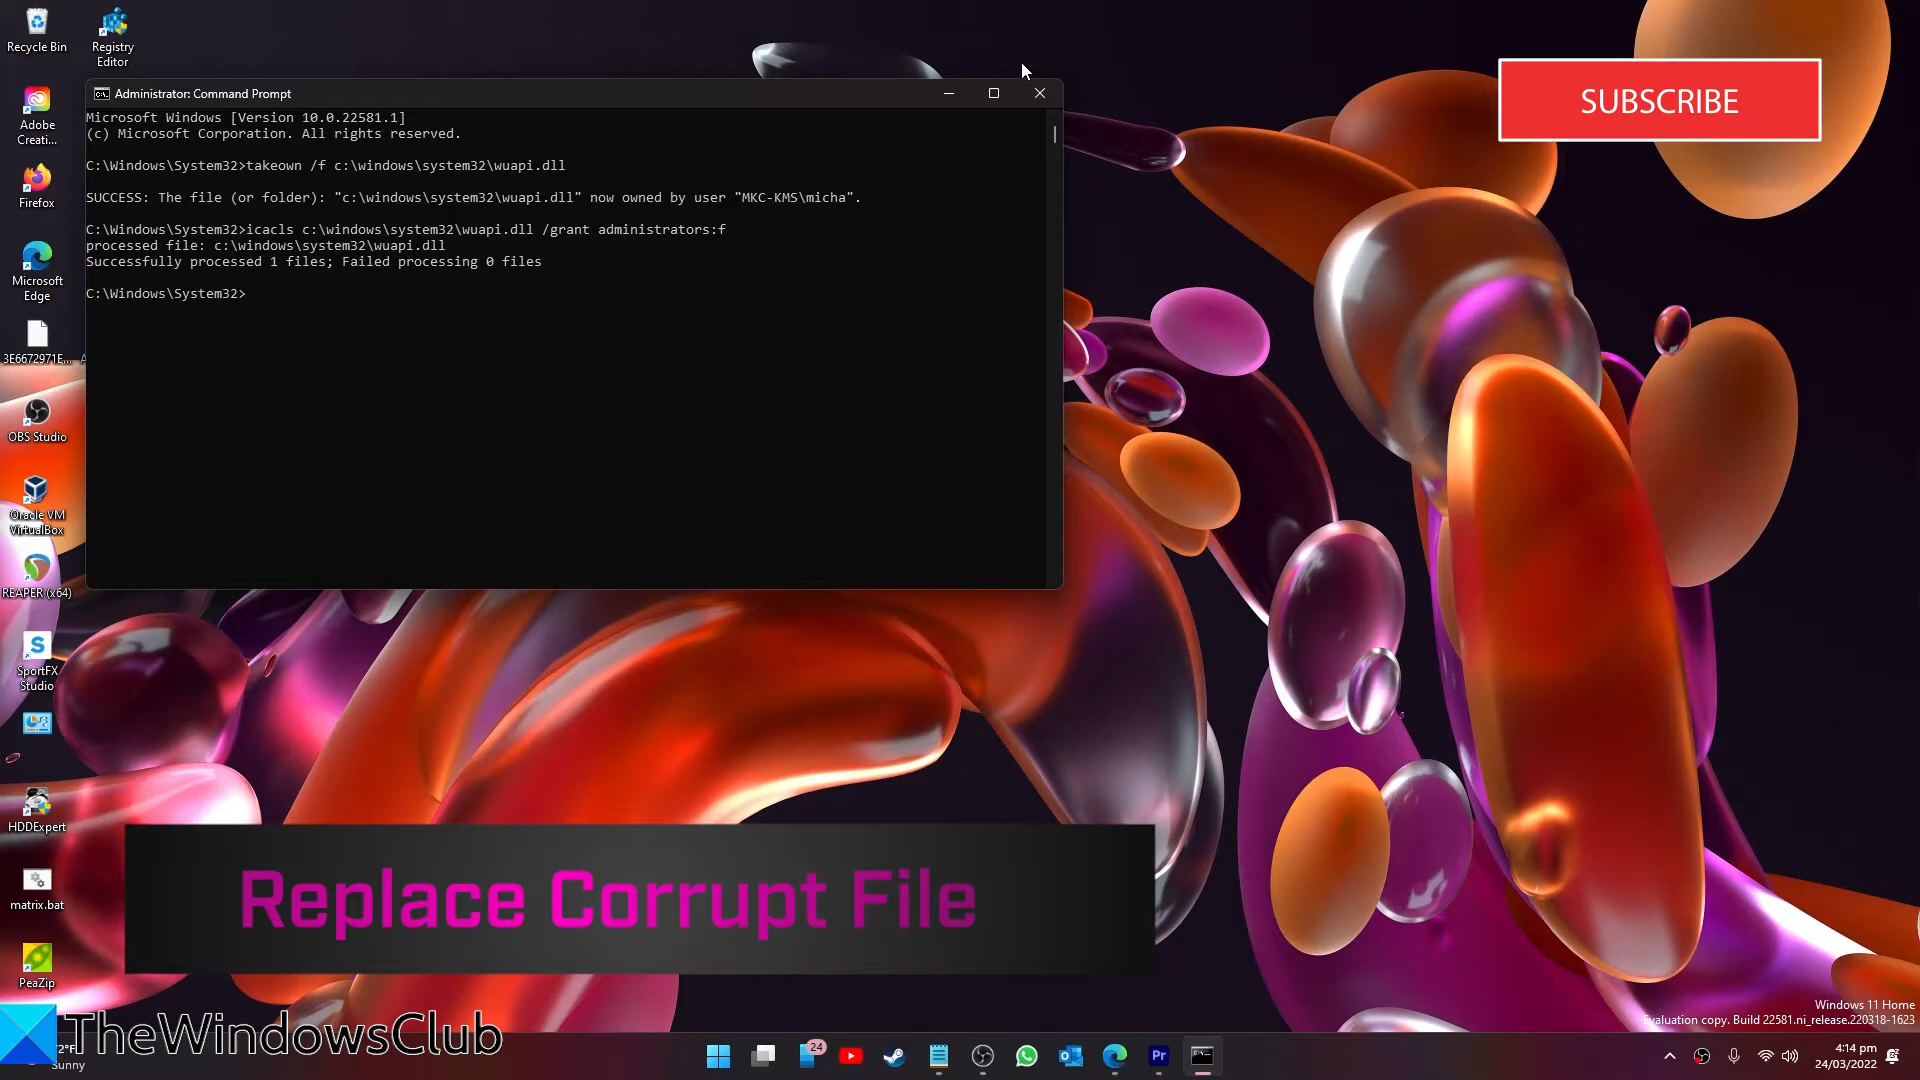 Recycle Bin
Registry
Editor
Adobe
Creati...
Firefox
Microsoft
Edge
3E6672971E...
OBS Studio
Oracle VM
VirtualBox
REAPER (x64)
SportFX
Studio
HDDExpert
matrix.bat
PeaZip
Administrator: Command Prompt
Microsoft Windows [Version 10.0.22581.1]
(c) Microsoft Corporation. All rights reserved.
C:\Windows\System32>takeown /f c:\windows\system32\wuapi.dll
SUCCESS: The file (or folder): "c:\windows\system32\wuapi.dll" now owned by user "MKC-KMS\micha".
C:\Windows\System32>icacls c:\windows\system32\wuapi.dll /grant administrators:f
processed file: c:\windows\system32\wuapi.dll
Successfully processed 1 files; Failed processing 0 files
C:\Windows\System32>
SUBSCRIBE
Replace Corrupt File
TheWindowsClub
Sunny
Windows 11 Home
Evaluation copy. Build 22581.ni_release.220318-1623
24
Pr
4:14 pm
24/03/2022